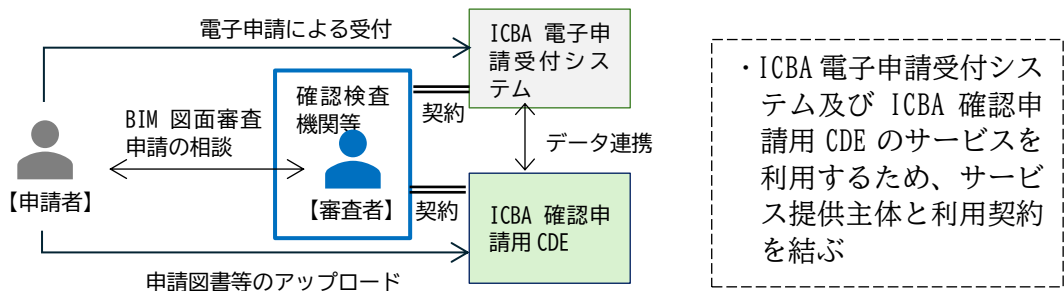 電子申請による受付
ICBA 電子申
請受付シス
テム
確認検査
機関等
契約
BIM 図面審査
申請の相談
データ連携
【申請者】
【審査者】
契約
ICBA 確認申
請用 CDE
申請図書等のアップロード
・ICBA 電子申請受付シス
テム及び ICBA 確認申
請用 CDE のサービスを
利用するため、サービ
ス提供主体と利用契約
を結ぶ